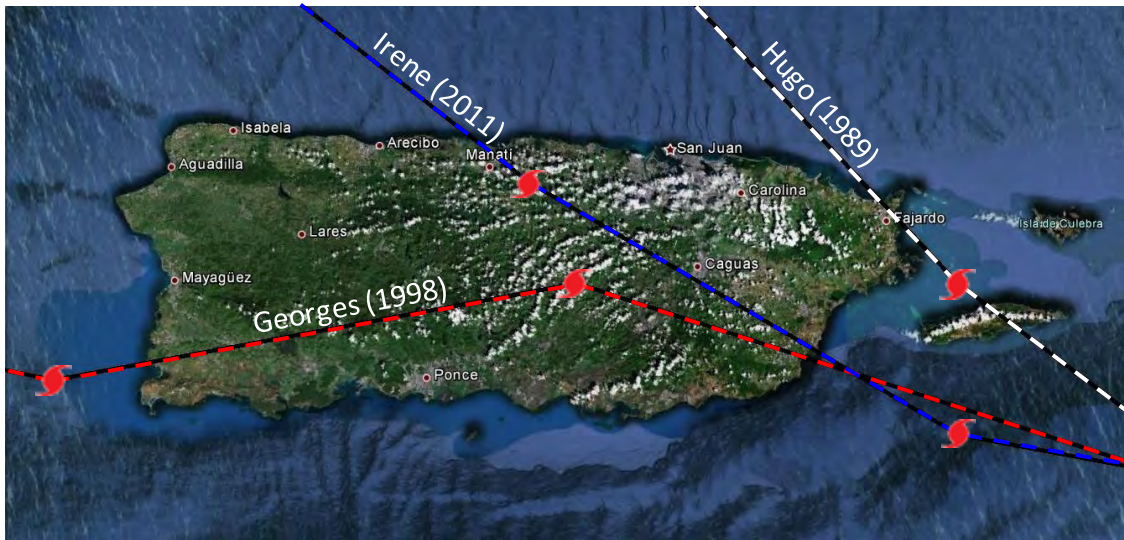 Irene (2011)
Hugo (1989)
Isabela
Arecibo
Manatí
San Juan
Aguadilla
Carolina
Fajardo
Isla de Culebra
Lares
Caguas
Mayagüez
Georges (1998)
Ponce